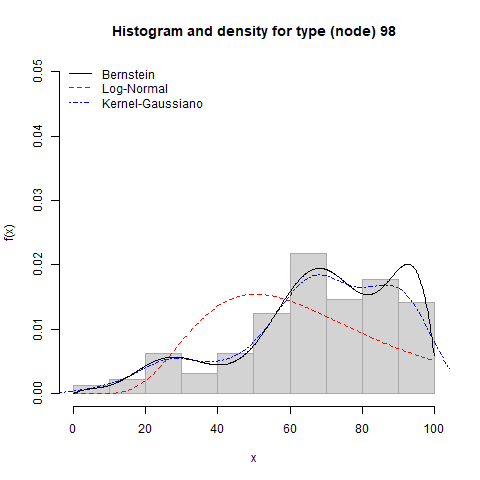 Histogram and density for type (node) 98
Bernstein
Log-Normal
Kernel-Gaussiano
f(x)
0.05
0.04
0.03
0.02
0.01
0.00
0 20 40 60 80 100
x